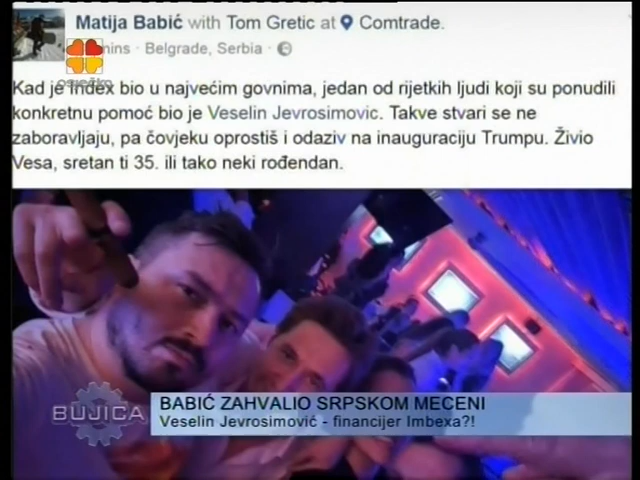 Matija Babić with Tom Gretic at Comtrade.
mins · Belgrade, Serbia ·
osječko
Kad je Index bio u najvećim govnima, jedan od rijetkih ljudi koji su ponudili
konkretnu pomoć bio je Veselin Jevrosimovic. Takve stvari se ne
zaboravljaju, pa čovjeku oprostiš i odaziv na inauguraciju Trumpu. Živio
Vesa, sretan ti 35. ili tako neki rođendan.
BUJICA
BABIĆ ZAHVALIO SRPSKOM MECENI
Veselin Jevrosimović - financijer Imbexa?!